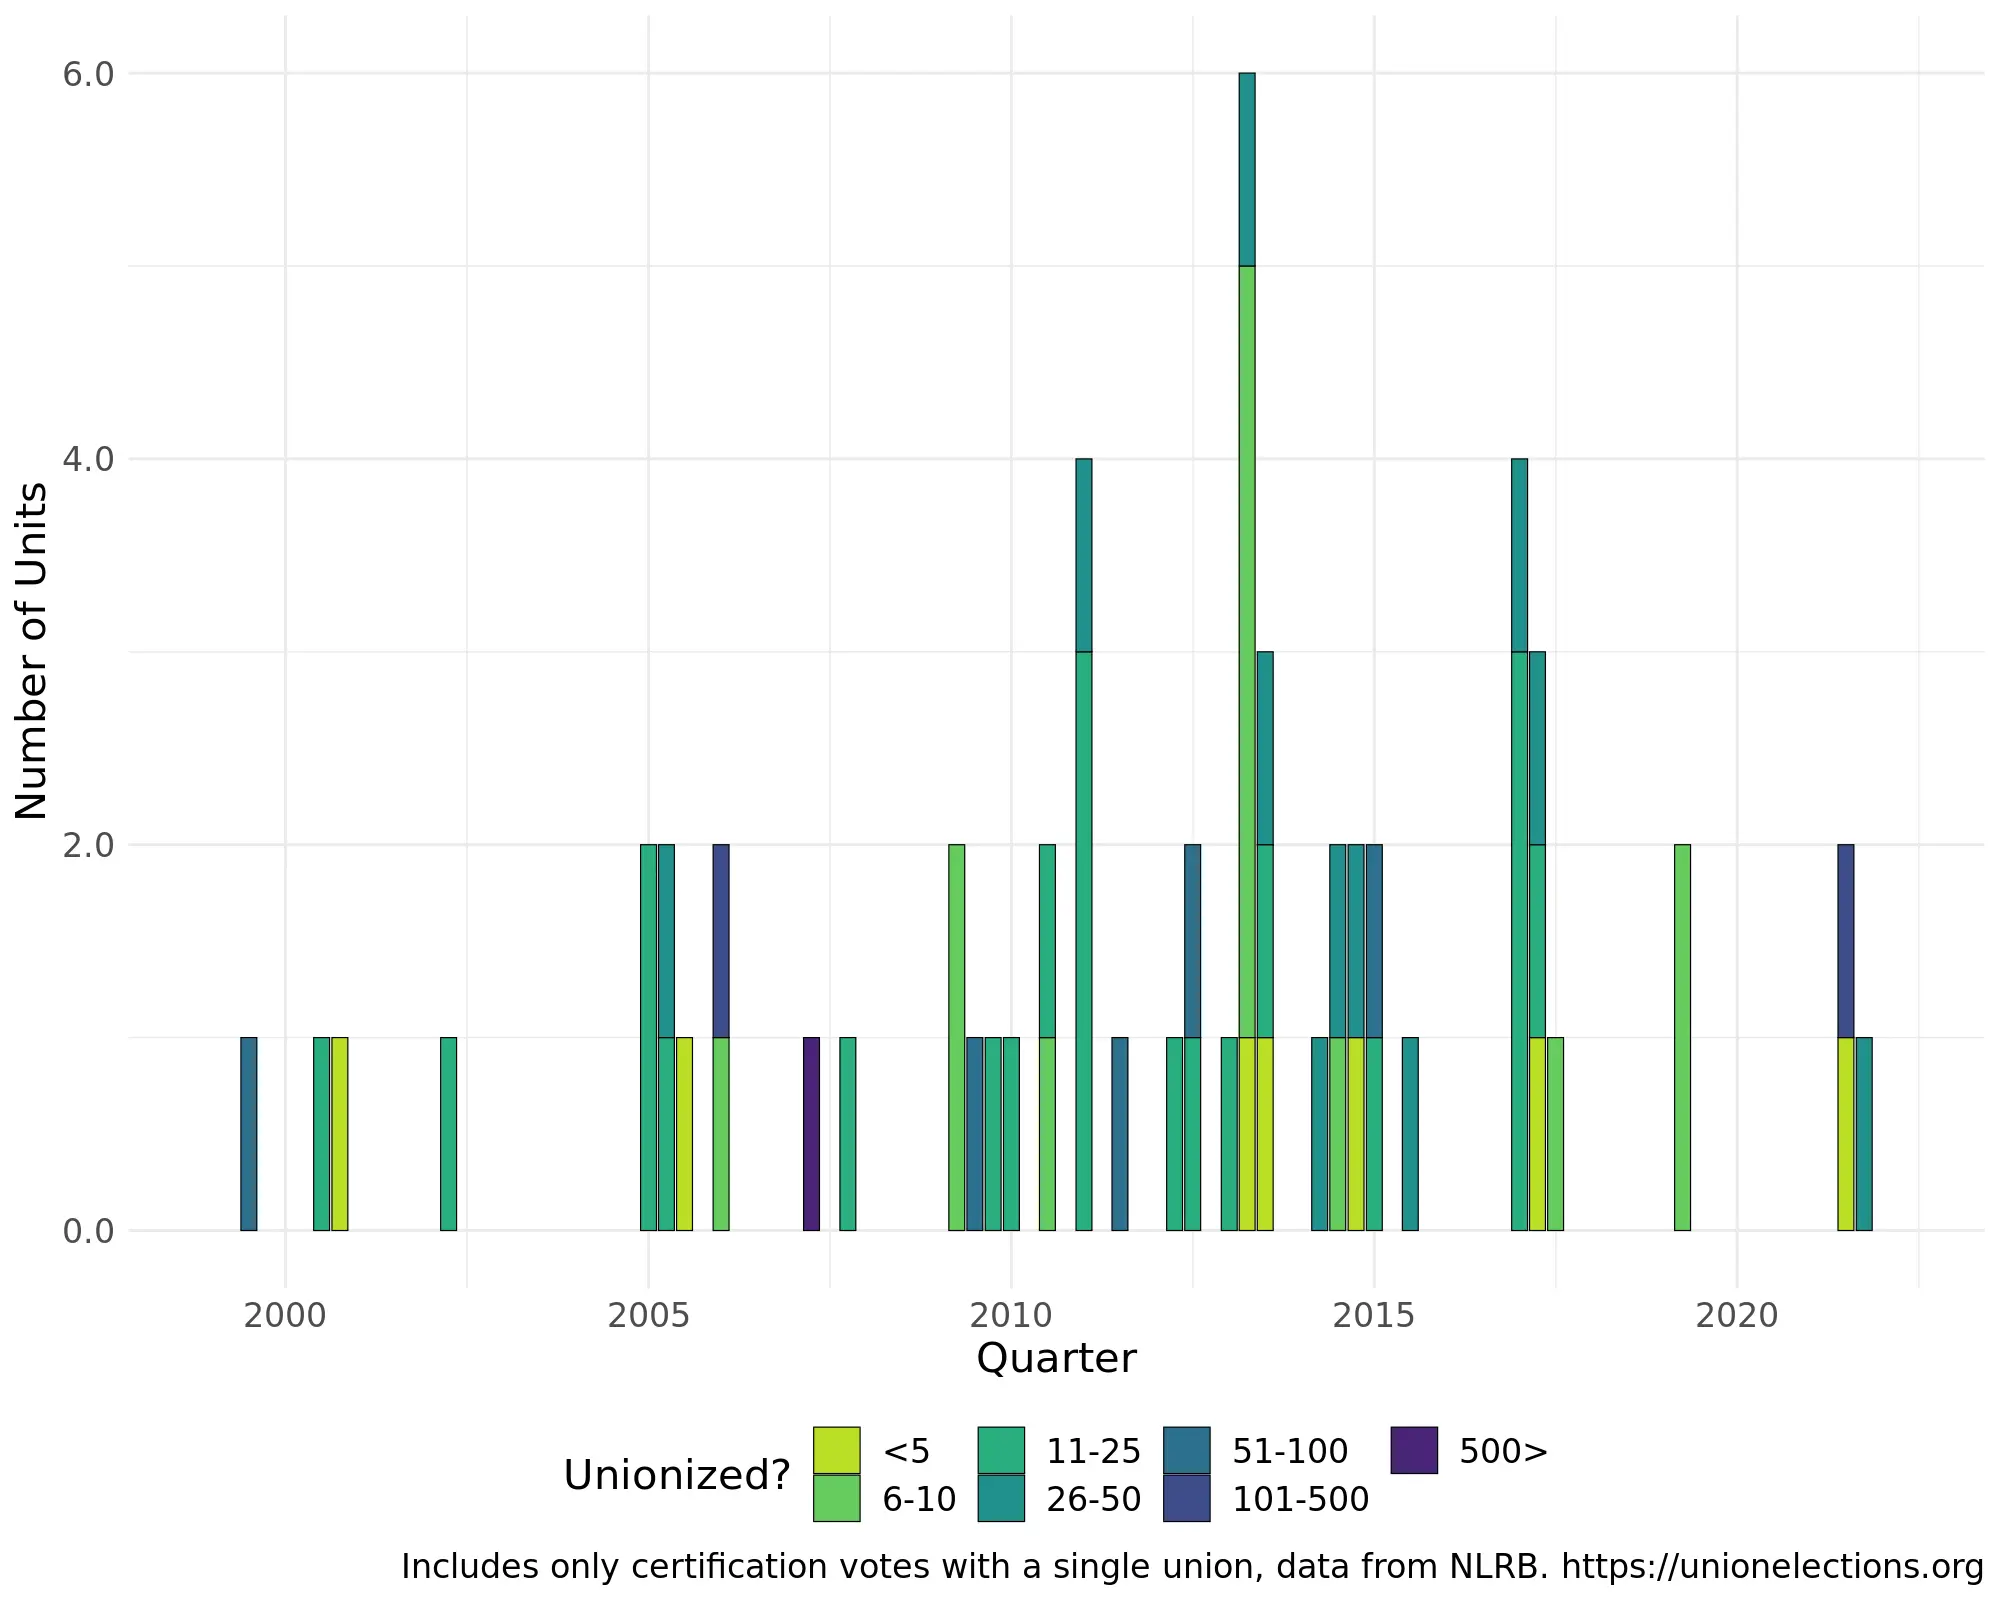 6.0
4.0
2.0
0.0
Number of Units
2000 2005 2010 2015 2020
Quarter
Unionized?
<5 11-25 51-100 500>
6-10 26-50 101-500
Includes only certification votes with a single union, data from NLRB. https://unionelections.org